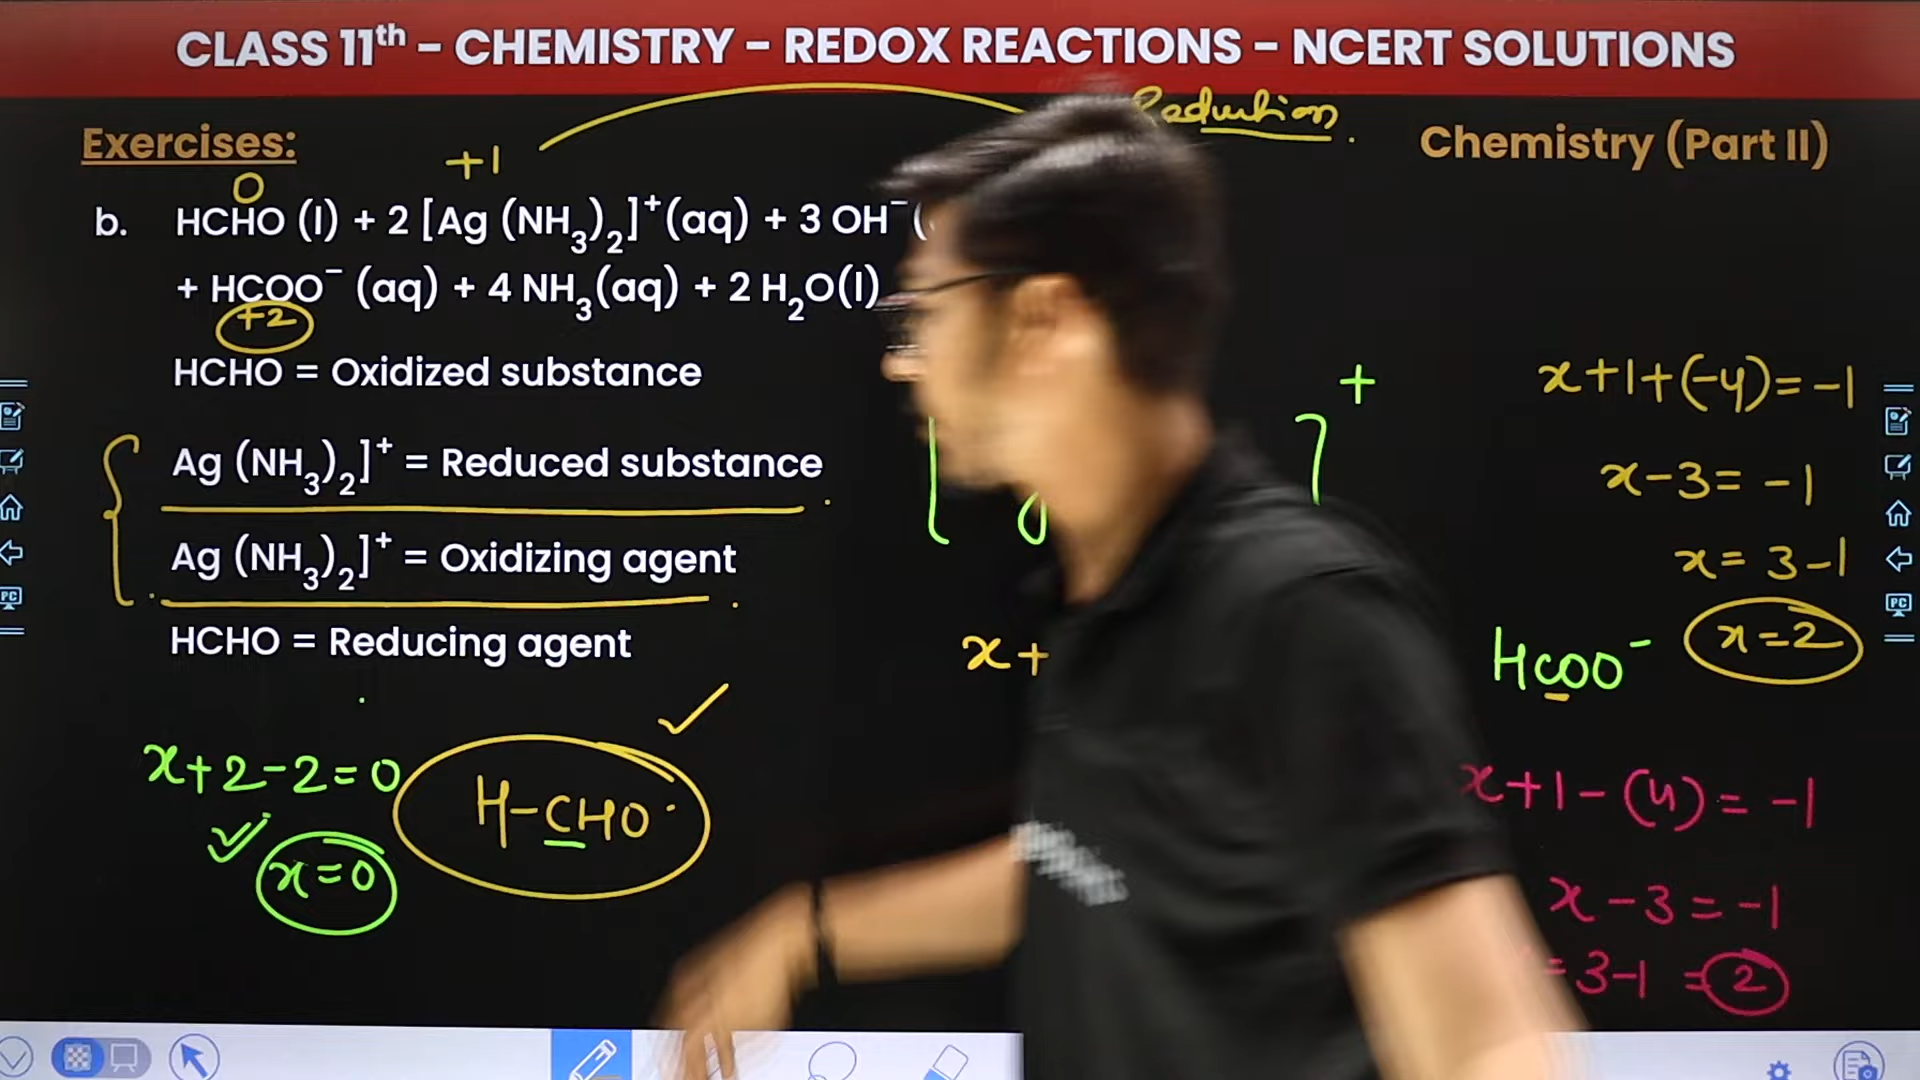 CLASS 11th – CHEMISTRY – REDOX REACTIONS – NCERT SOLUTIONS
Reduction.
Exercises:
Chemistry (Part II)
+1
0
b. HCHO (l) + 2 [Ag (NH3)2]+(aq) + 3 OH– (
+ HCOO– (aq) + 4 NH3(aq) + 2 H2O(l)
+2
HCHO = Oxidized substance
Ag (NH3)2]+ = Reduced substance
Ag (NH3)2]+ = Oxidizing agent
HCHO = Reducing agent
x+2-2=0
x=0
H-CHO
[ ]+
x+
x+1+(-4)=-1
x-3=-1
x=3-1
x=2
HCOO-
x+1-(4)=-1
x-3=-1
=3-1=2
PC
PC